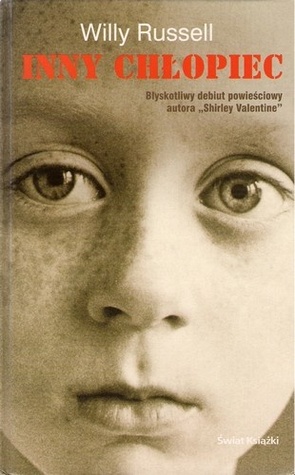 Willy Russell
INNY CHŁOPIEC
Błyskotliwy debiut powieściowy
autora „Shirley Valentine”
Świat Książki